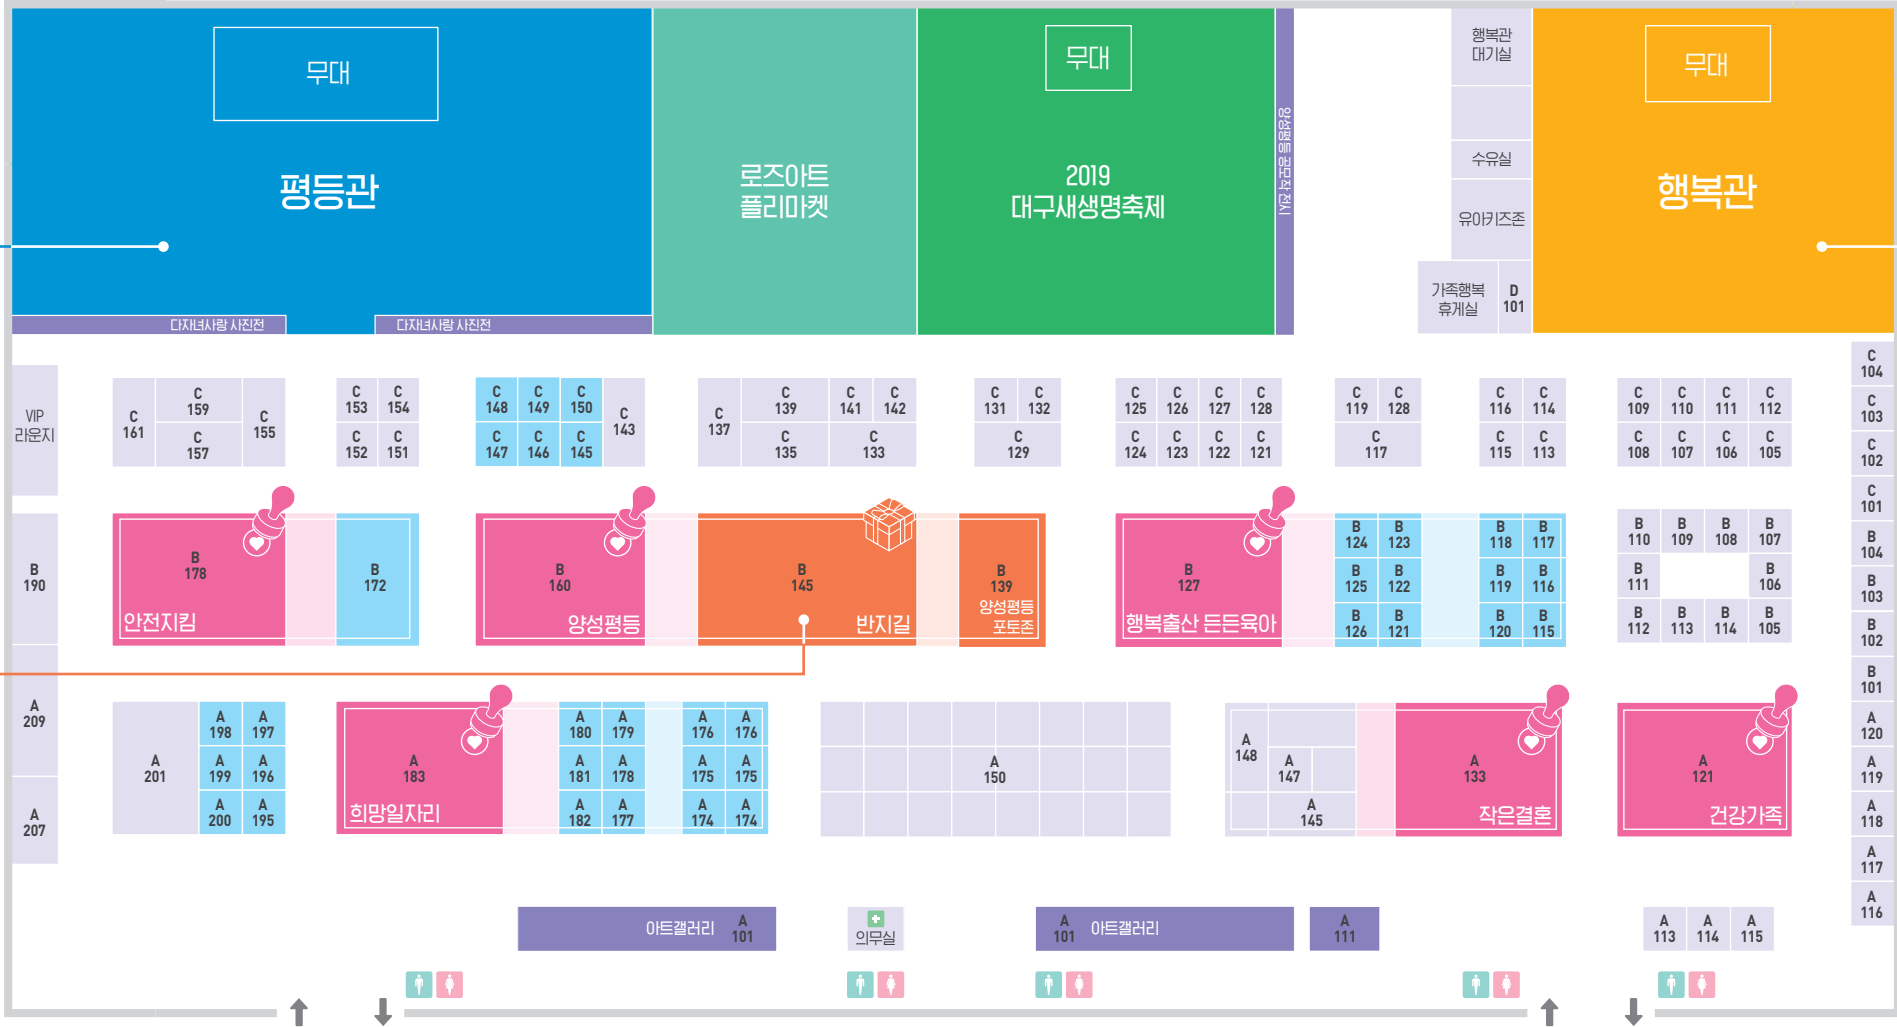 무대
평등관
다자녀사랑 사진전
다자녀사랑 사진전
로즈아트
플리마켓
무대
2019
대구새생명축제
양성평등 공모작 전시
행복관
대기실
수유실
유아키즈존
가족행복
휴게실
D
101
무대
행복관
VIP
라운지
C
161
C
159
C
157
C
155
C
153
C
154
C
152
C
151
C
148
C
149
C
150
C
147
C
146
C
145
C
143
C
137
C
139
C
135
C
141
C
142
C
133
C
131
C
132
C
129
C
125
C
126
C
127
C
128
C
124
C
123
C
122
C
121
C
119
C
128
C
117
C
116
C
114
C
115
C
113
C
109
C
110
C
111
C
112
C
108
C
107
C
106
C
105
C
104
C
103
C
102
C
101
B
104
B
103
B
102
B
101
A
120
A
119
A
118
A
117
A
116
B
190
A
209
A
207
B
178
안전지킴
B
172
B
160
양성평등
B
145
반지길
B
139
양성평등
포토존
B
127
행복출산 든든육아
B
124
B
123
B
125
B
122
B
126
B
121
B
118
B
117
B
119
B
116
B
120
B
115
B
110
B
109
B
108
B
107
B
111
B
106
B
112
B
113
B
114
B
105
A
201
A
198
A
197
A
199
A
196
A
200
A
195
A
183
희망일자리
A
180
A
179
A
181
A
178
A
182
A
177
A
176
A
176
A
175
A
175
A
174
A
174
A
150
A
148
A
147
A
145
A
133
작은결혼
A
121
건강가족
아트갤러리
A
101
의무실
A
101
아트갤러리
A
111
A
113
A
114
A
115